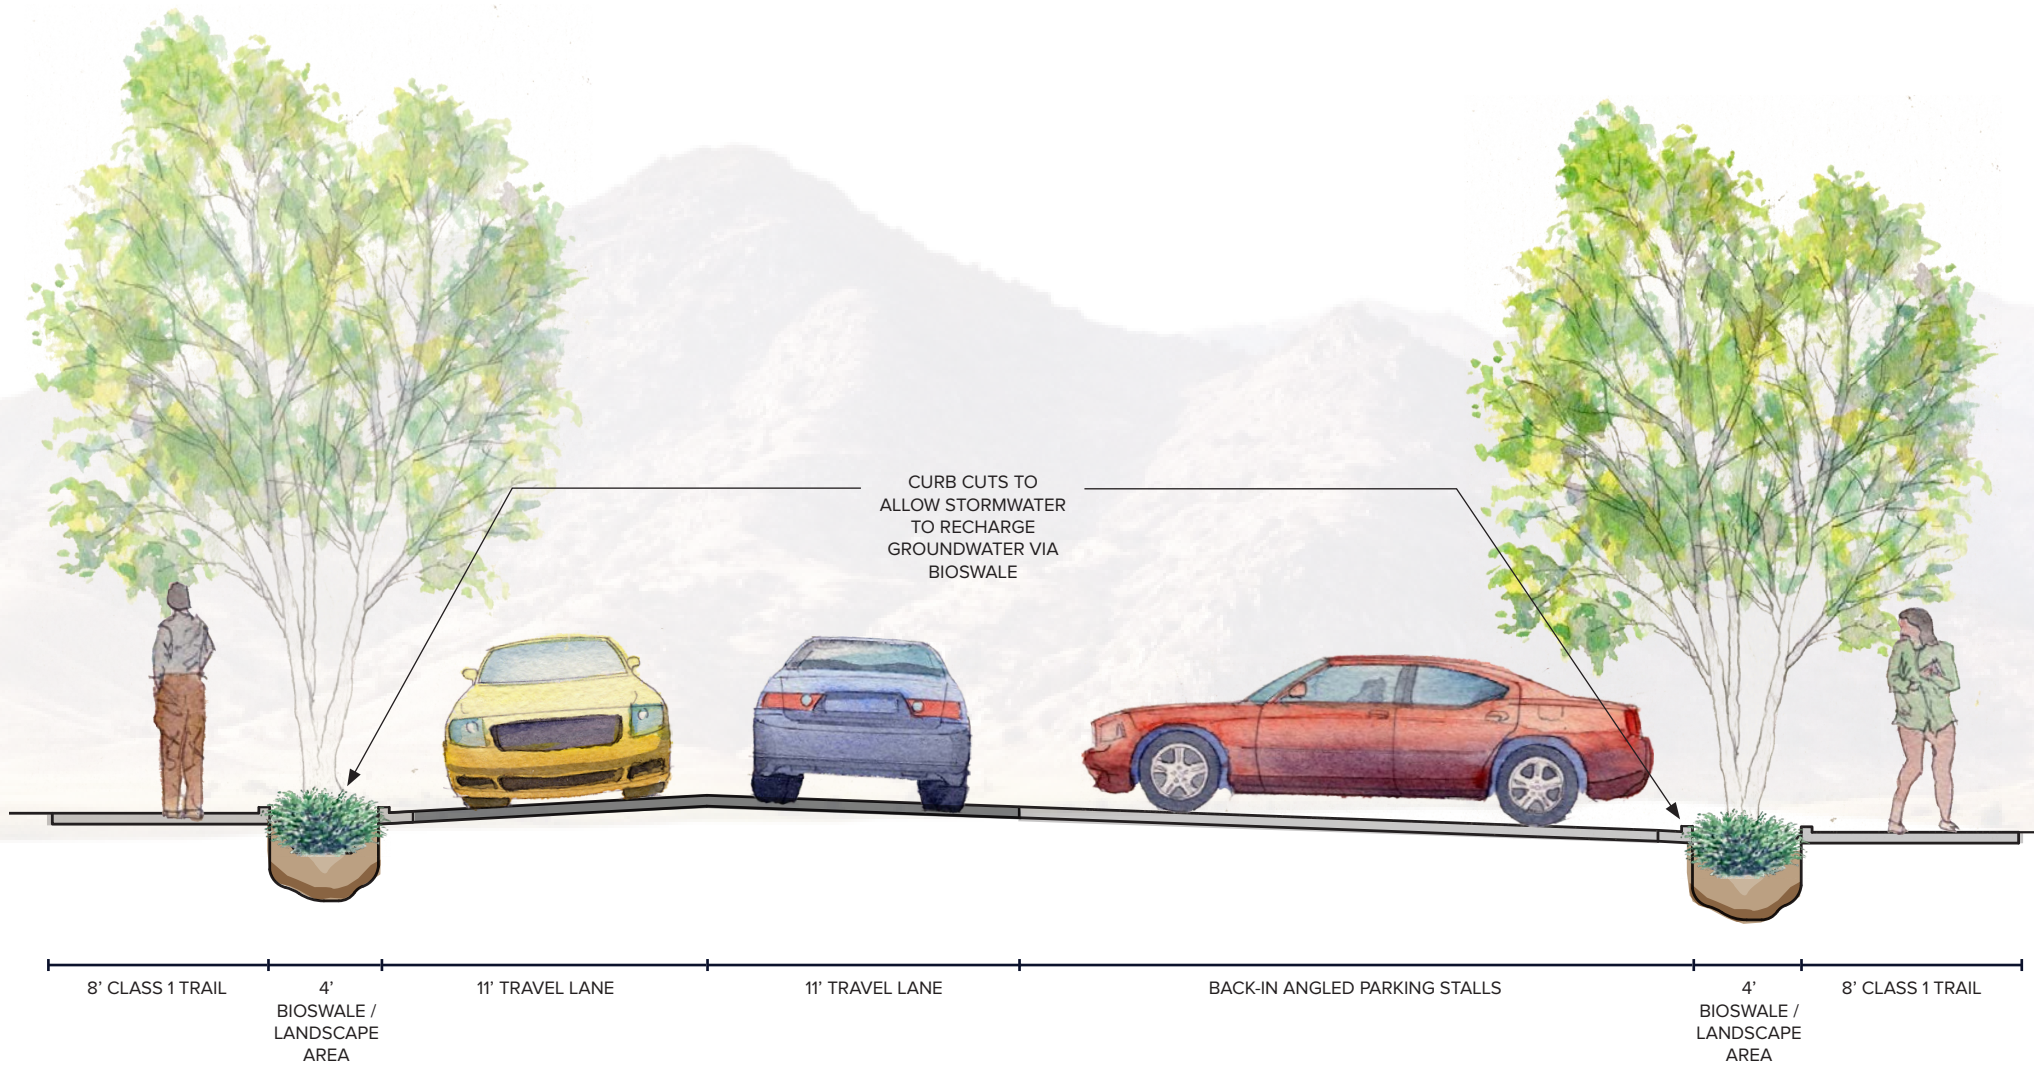 CURB CUTS TO
ALLOW STORMWATER
TO RECHARGE
GROUNDWATER VIA
BIOSWALE
8’ CLASS 1 TRAIL
4’
BIOSWALE /
LANDSCAPE
AREA
11’ TRAVEL LANE
11’ TRAVEL LANE
BACK-IN ANGLED PARKING STALLS
4’
BIOSWALE /
LANDSCAPE
AREA
8’ CLASS 1 TRAIL